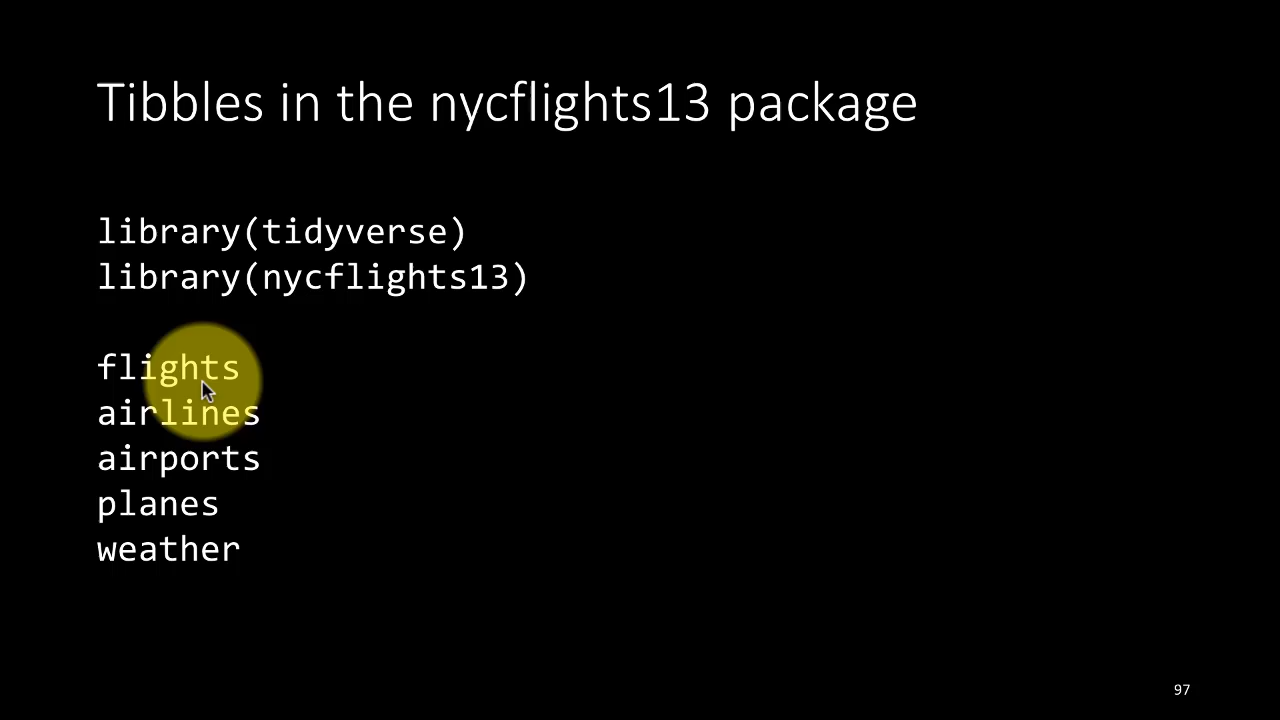 Tibbles in the nycflights13 package
library(tidyverse)
library(nycflights13)
flights
airlines
airports
planes
weather
97